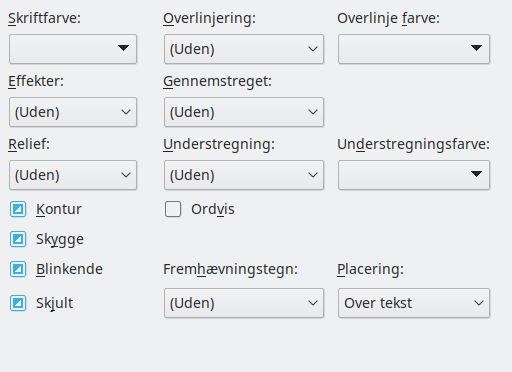 Skriftfarve: Overlinjering: Overlinje farve:
(Uden)
Effekter: Gennemstreget:
(Uden) (Uden)
Relief: Understregning: Understregningsfarve:
(Uden) (Uden)
Kontur Ordvis
Skygge
Blinkende Fremhævningstegn: Placering:
Skjult (Uden) Over tekst